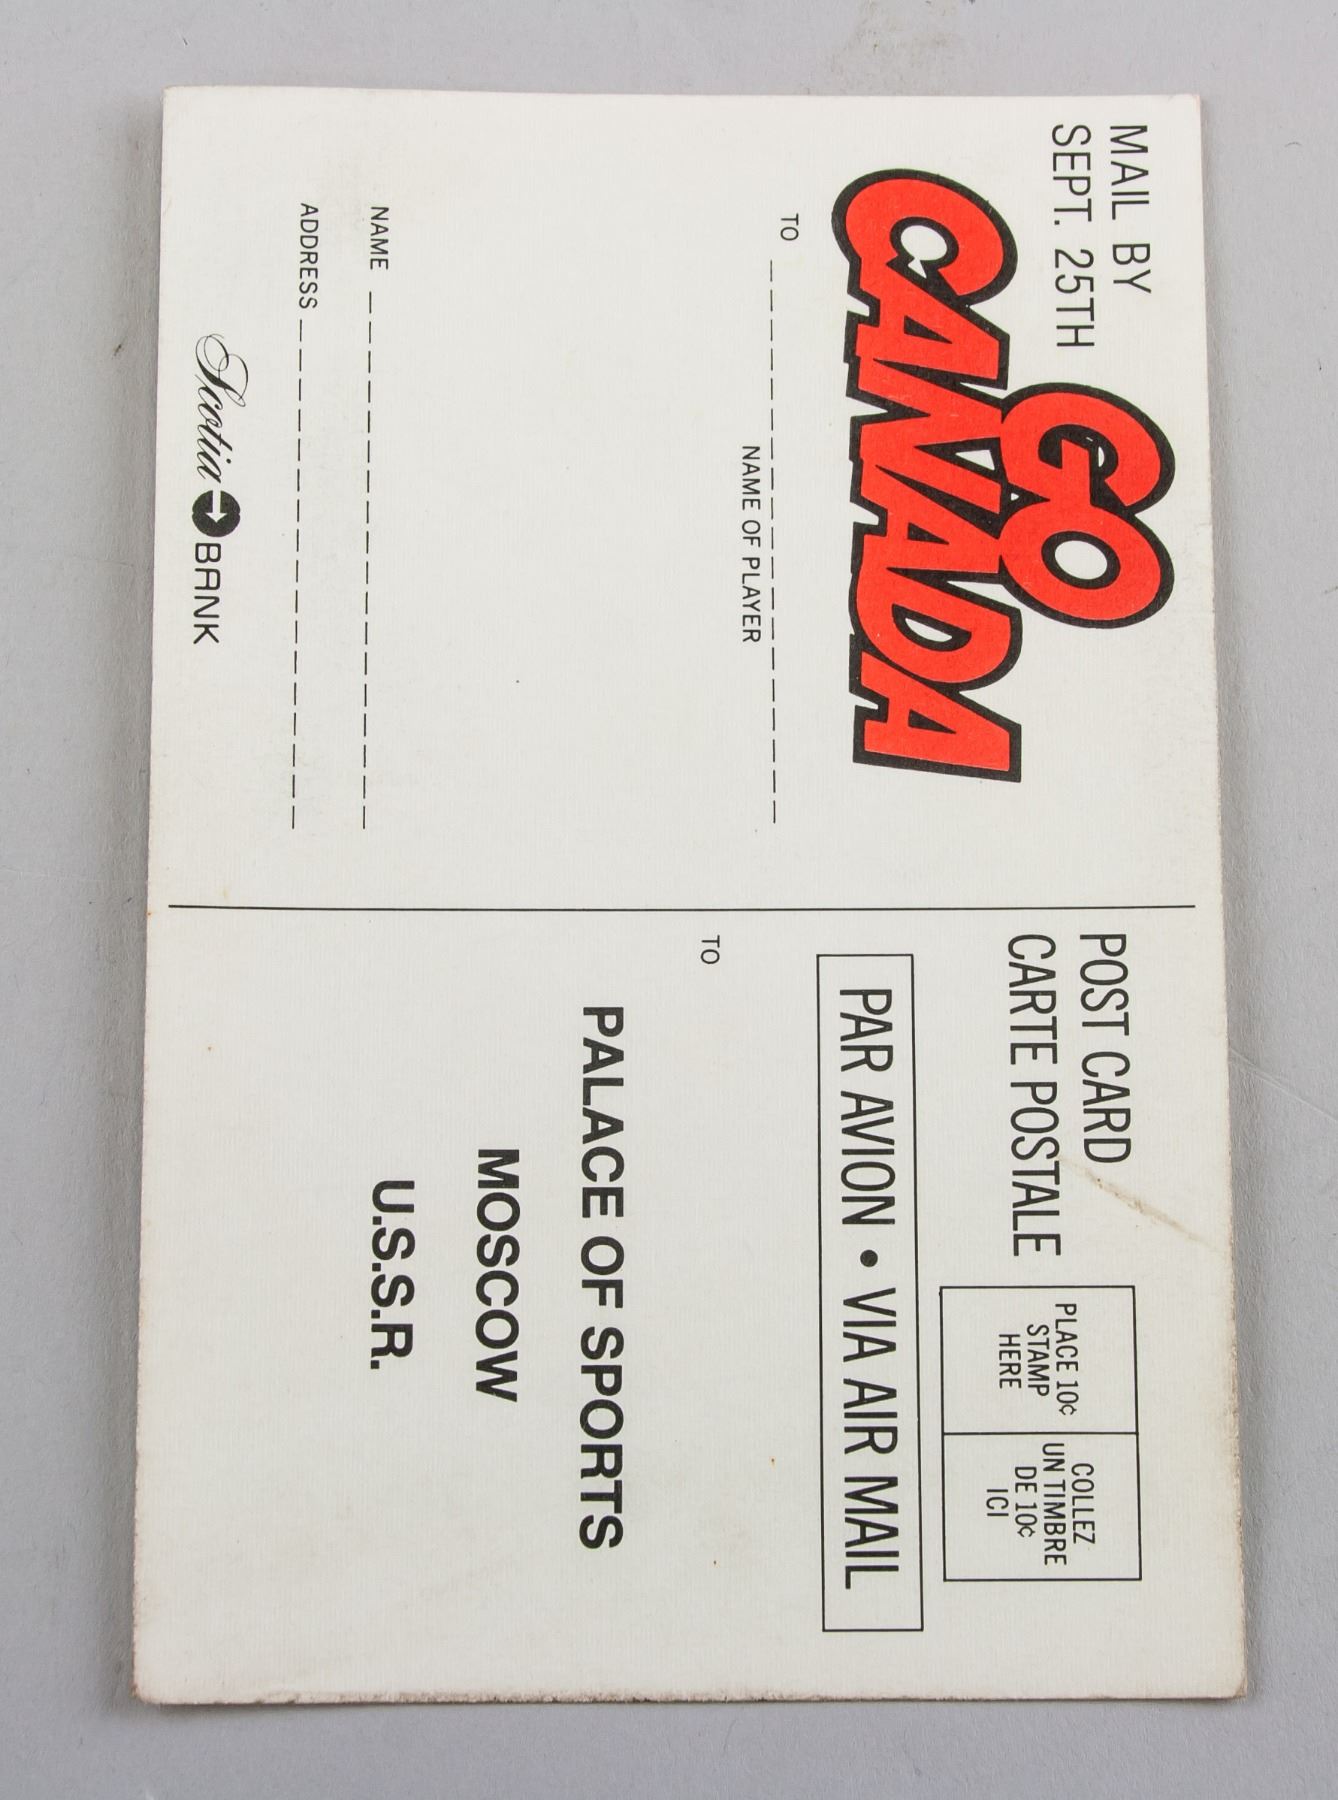 MAIL BY
SEPT. 25TH
GO
CANADA
TO
NAME OF PLAYER
NAME
ADDRESS
Scotia BANK
POST CARD
CARTE POSTALE
PLACE 10¢
STAMP
HERE
COLLEZ
UN TIMBRE
DE 10¢
ICI
PAR AVION • VIA AIR MAIL
TO
PALACE OF SPORTS
MOSCOW
U.S.S.R.